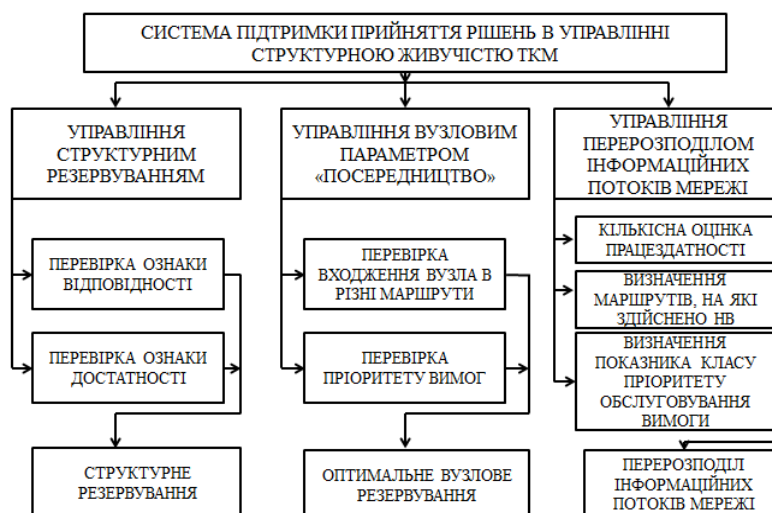 СИСТЕМА ПІДТРИМКИ ПРИЙНЯТТЯ РІШЕНЬ В УПРАВЛІННІ
СТРУКТУРНОЮ ЖИВУЧІСТЮ ТКМ
УПРАВЛІННЯ
СТРУКТУРНИМ
РЕЗЕРВУВАННЯМ
ПЕРЕВІРКА ОЗНАКИ
ВІДПОВІДНОСТІ
ПЕРЕВІРКА ОЗНАКИ
ДОСТАТНОСТІ
СТРУКТУРНЕ
РЕЗЕРВУВАННЯ
УПРАВЛІННЯ ВУЗЛОВИМ
ПАРАМЕТРОМ
«ПОСЕРЕДНИЦТВО»
ПЕРЕВІРКА
ВХОДЖЕННЯ ВУЗЛА В
РІЗНІ МАРШРУТИ
ПЕРЕВІРКА
ПРІОРИТЕТУ ВИМОГ
ОПТИМАЛЬНЕ ВУЗЛОВЕ
РЕЗЕРВУВАННЯ
УПРАВЛІННЯ
ПЕРЕРОЗПОДІЛОМ
ІНФОРМАЦІЙНИХ
ПОТОКІВ МЕРЕЖІ
КІЛЬКІСНА ОЦІНКА
ПРАЦЕЗДАТНОСТІ
ВИЗНАЧЕННЯ
МАРШРУТІВ, НА ЯКІ
ЗДІЙСНЕНО НВ
ВИЗНАЧЕННЯ
ПОКАЗНИКА КЛАСУ
ПРІОРИТЕТУ
ОБСЛУГОВУВАННЯ
ВИМОГИ
ПЕРЕРОЗПОДІЛ
ІНФОРМАЦІЙНИХ
ПОТОКІВ МЕРЕЖІ